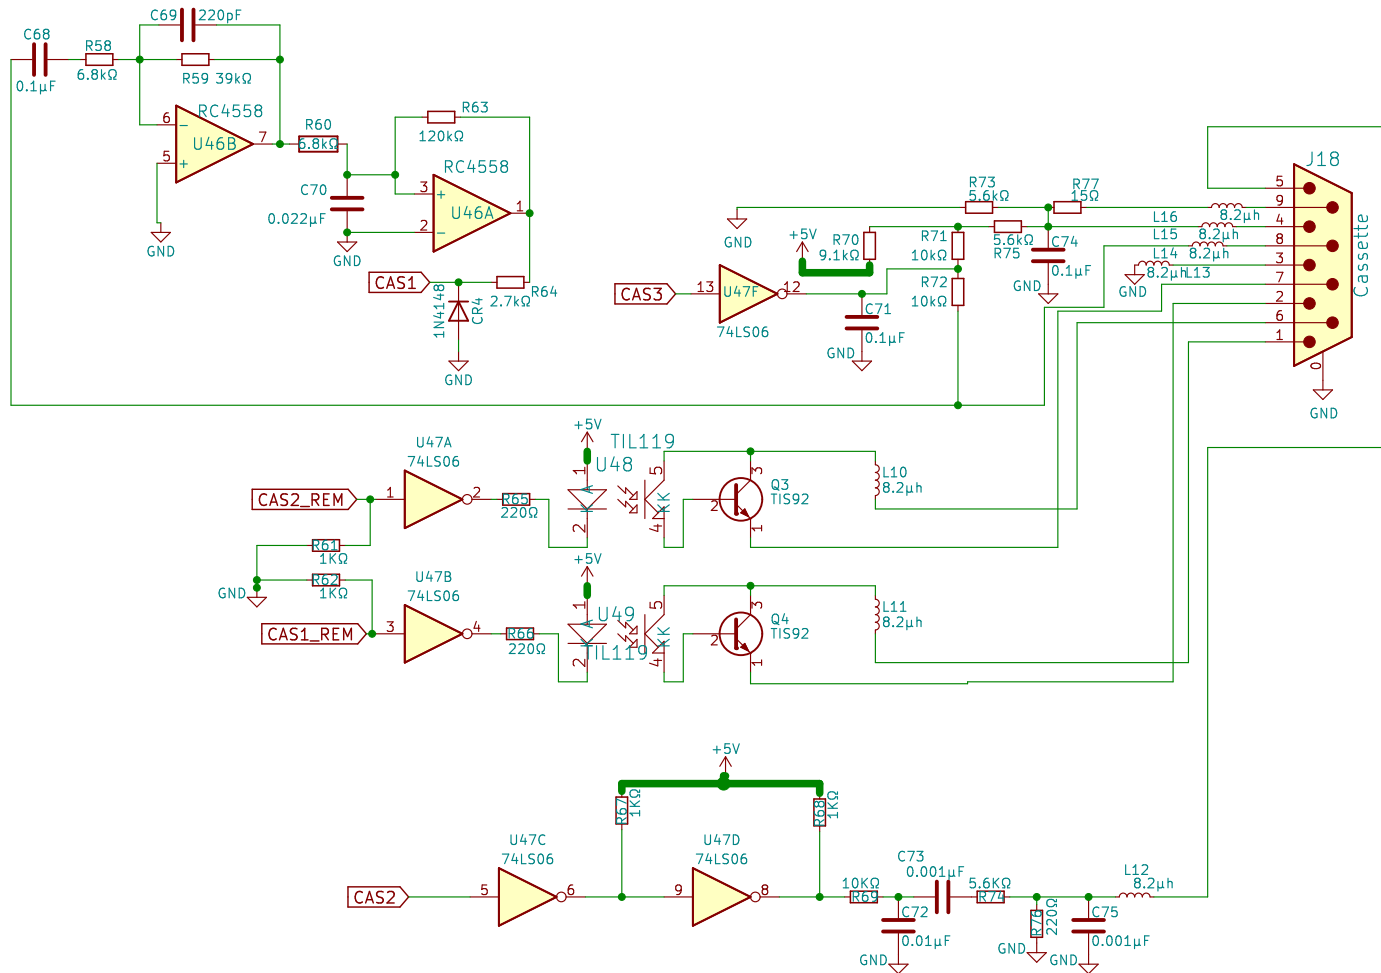 C69 220pF
C68
R58
6.8kΩ
0.1µF
R59 39kΩ
RC4558
6
−
U46B
7
5
+
GND
R60
6.8kΩ
R63
120kΩ
RC4558
C70
0.022µF
3
+
U46A
1
2
−
GND
CAS1
1N4148
CR4
R64
2.7kΩ
GND
J18
Cassette
5
9
4
8
3
7
2
6
1
0
GND
R73
5.6kΩ
R77
15Ω
GND
+5V
R70
9.1kΩ
R71
10kΩ
5.6kΩ
R75
C74
0.1µF
GND
L16
8.2µh
L15
8.2µh
L14
8.2µh
8.2µh
L13
GND
R72
10kΩ
CAS3
13
U47F
12
74LS06
C71
0.1µF
GND
+5V
TIL119
U47A
74LS06
1
U48
5
A
K
K
CAS2_REM
1
2
R65
220Ω
2
4
3
Q3
TIS92
2
1
L10
8.2µh
R61
1KΩ
+5V
U47B
74LS06
R62
1KΩ
GND
1
U49
5
A
K
K
CAS1_REM
3
4
R66
220Ω
2
TIL119
4
3
Q4
TIS92
2
1
L11
8.2µh
+5V
R67
1KΩ
R68
1KΩ
U47C
74LS06
U47D
74LS06
CAS2
5
6
9
8
10KΩ
R69
C73
0.001µF
5.6KΩ
R74
L12
8.2µh
C72
0.01µF
GND
R76
220Ω
GND
C75
0.001µF
GND